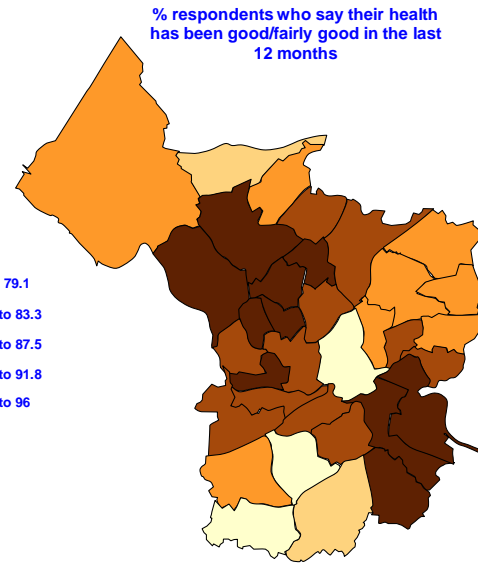 % respondents who say their health
has been good/fairly good in the last
12 months
79.1
to 83.3
to 87.5
to 91.8
to 96